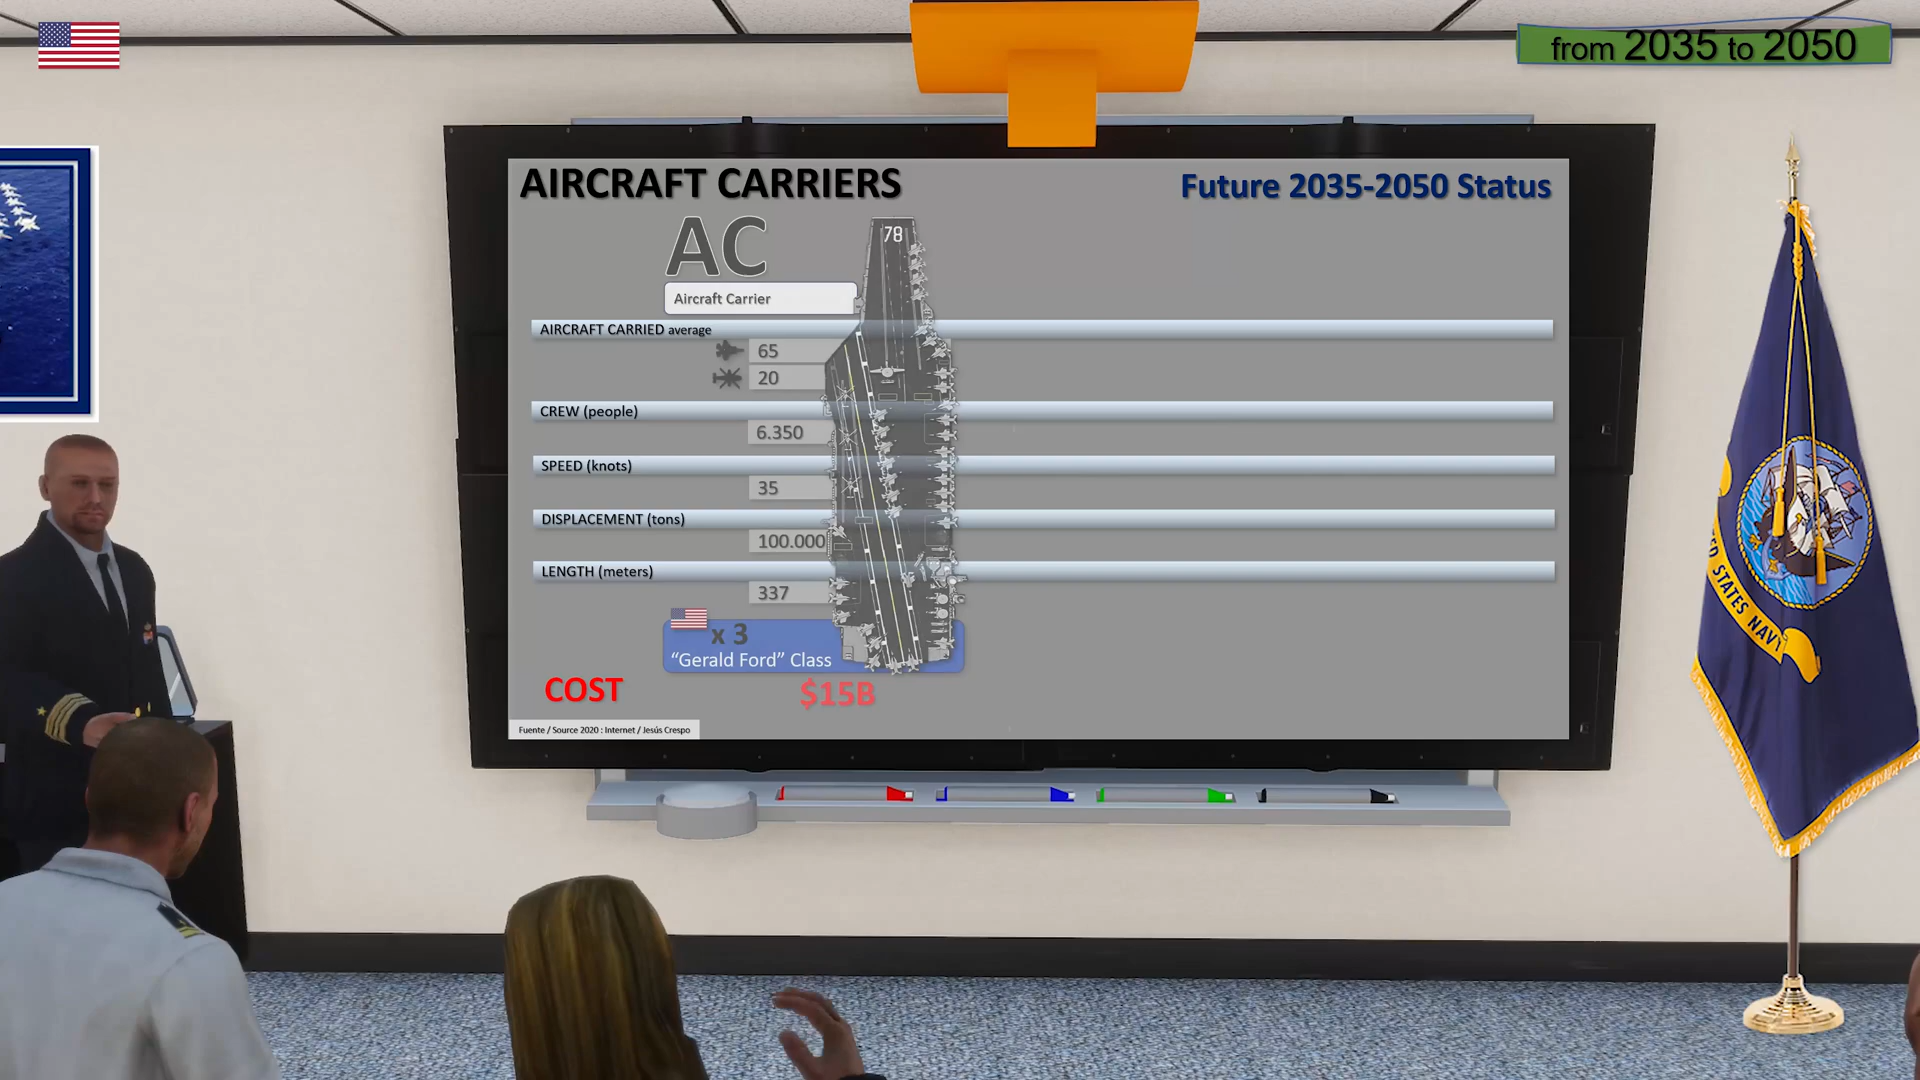 from 2035 to 2050
AIRCRAFT CARRIERS
Future 2035-2050 Status
78
AC
Aircraft Carrier
AIRCRAFT CARRIED average
65
20
CREW (people)
6.350
SPEED (knots)
35
DISPLACEMENT (tons)
100.000
LENGTH (meters)
337
x 3
"Gerald Ford" Class
COST
$15B
Fuente / Source 2020 : Internet / Jesús Crespo
STATES NAVY